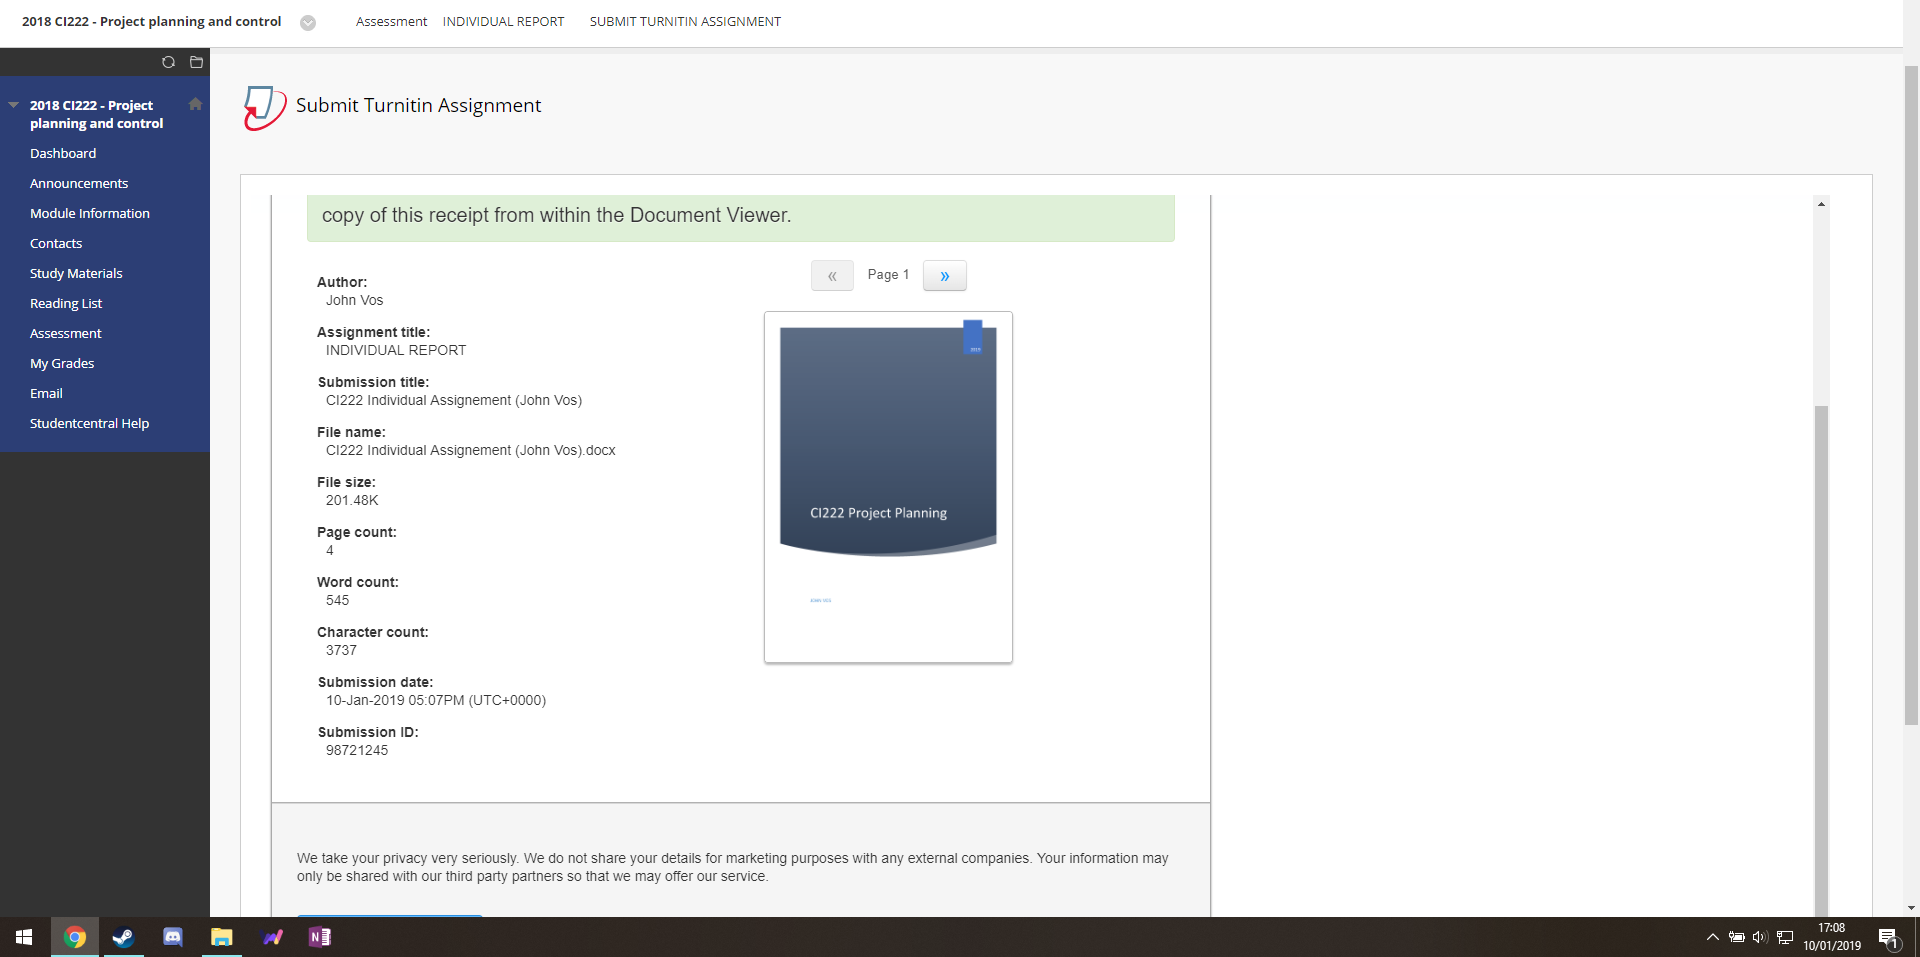 2018 CI222 - Project planning and control
Assessment
INDIVIDUAL REPORT
SUBMIT TURNITIN ASSIGNMENT
2018 CI222 - Project
planning and control
Dashboard
Announcements
Module Information
Contacts
Study Materials
Reading List
Assessment
My Grades
Email
Studentcentral Help
Submit Turnitin Assignment
copy of this receipt from within the Document Viewer.
Author:
John Vos
Assignment title:
INDIVIDUAL REPORT
Submission title:
CI222 Individual Assignement (John Vos)
File name:
CI222 Individual Assignement (John Vos).docx
File size:
201.48K
Page count:
4
Word count:
545
Character count:
3737
Submission date:
10-Jan-2019 05:07PM (UTC+0000)
Submission ID:
98721245
« Page 1 »
2019
CI222 Project Planning
JOHN VOS
We take your privacy very seriously. We do not share your details for marketing purposes with any external companies. Your information may
only be shared with our third party partners so that we may offer our service.
N
17:08
10/01/2019
1